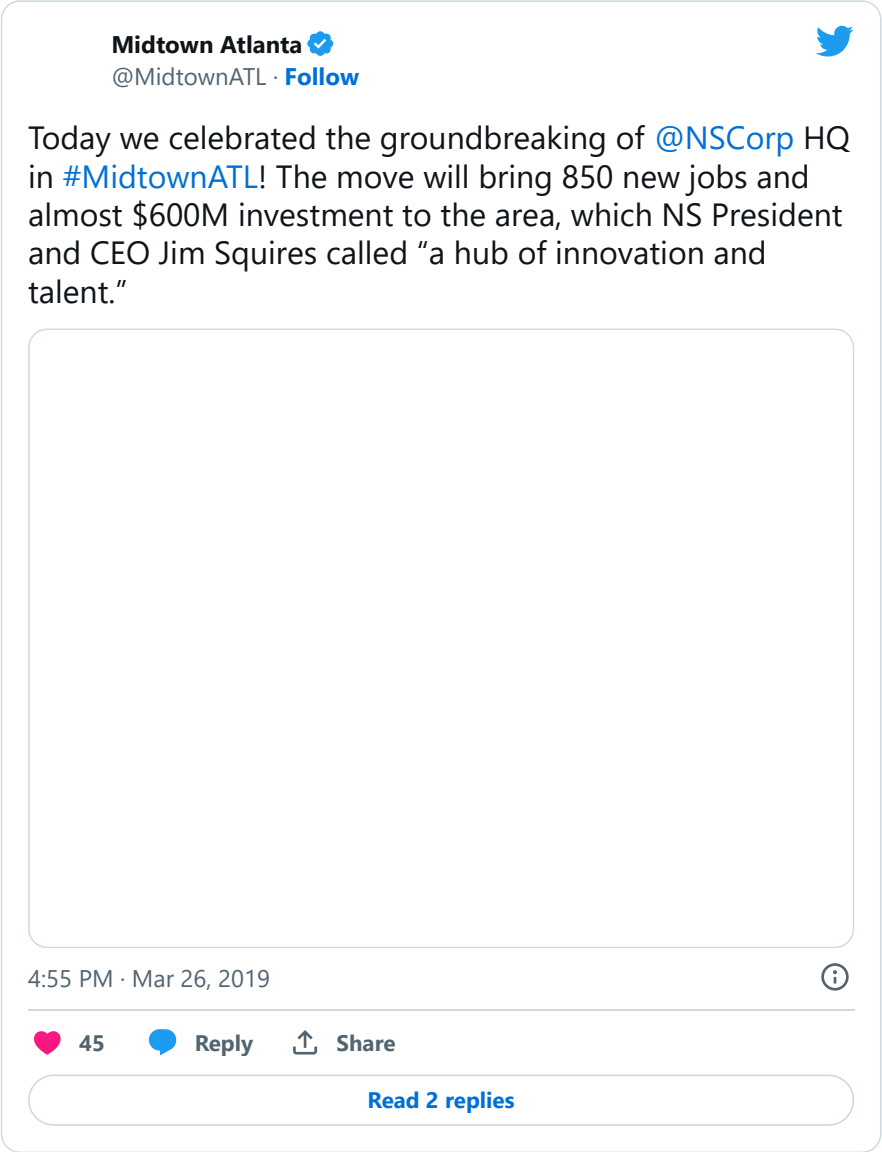 Midtown Atlanta
@MidtownATL · Follow
Today we celebrated the groundbreaking of @NSCorp HQ
in #MidtownATL! The move will bring 850 new jobs and
almost $600M investment to the area, which NS President
and CEO Jim Squires called “a hub of innovation and
talent.”
4:55 PM · Mar 26, 2019
45 Reply Share
Read 2 replies